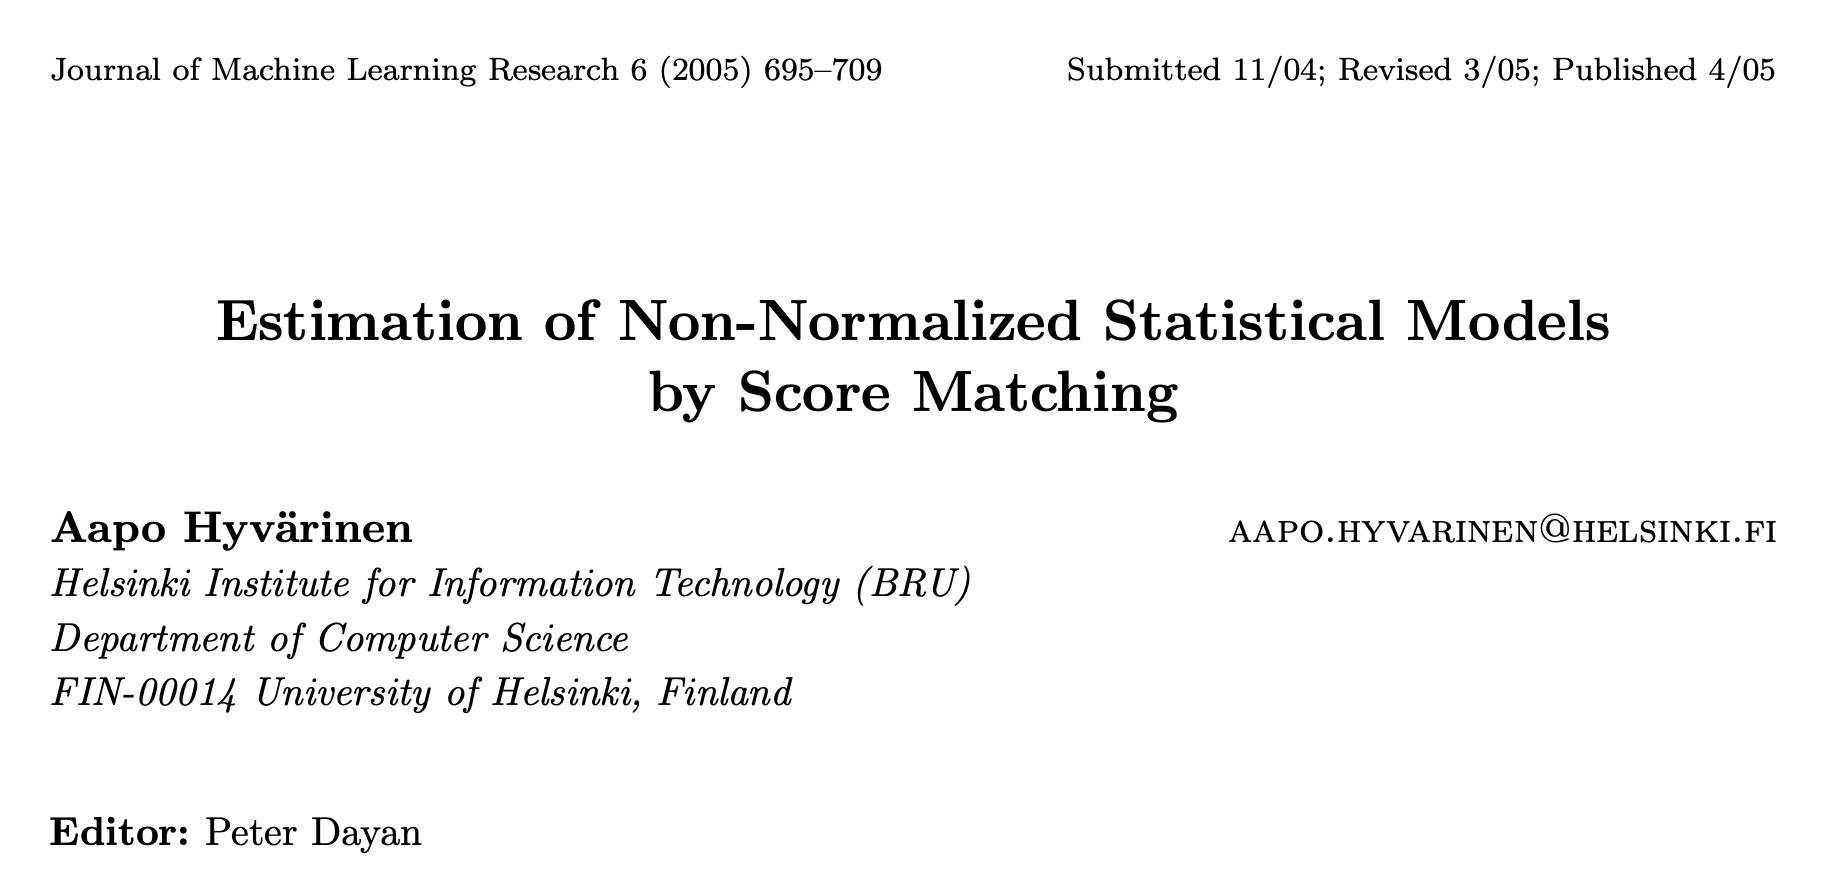 Journal of Machine Learning Research 6 (2005) 695–709 Submitted 11/04; Revised 3/05; Published 4/05
Estimation of Non-Normalized Statistical Models
by Score Matching
Aapo Hyvärinen AAPO.HYVARINEN@HELSINKI.FI
Helsinki Institute for Information Technology (BRU)
Department of Computer Science
FIN-00014 University of Helsinki, Finland
Editor: Peter Dayan